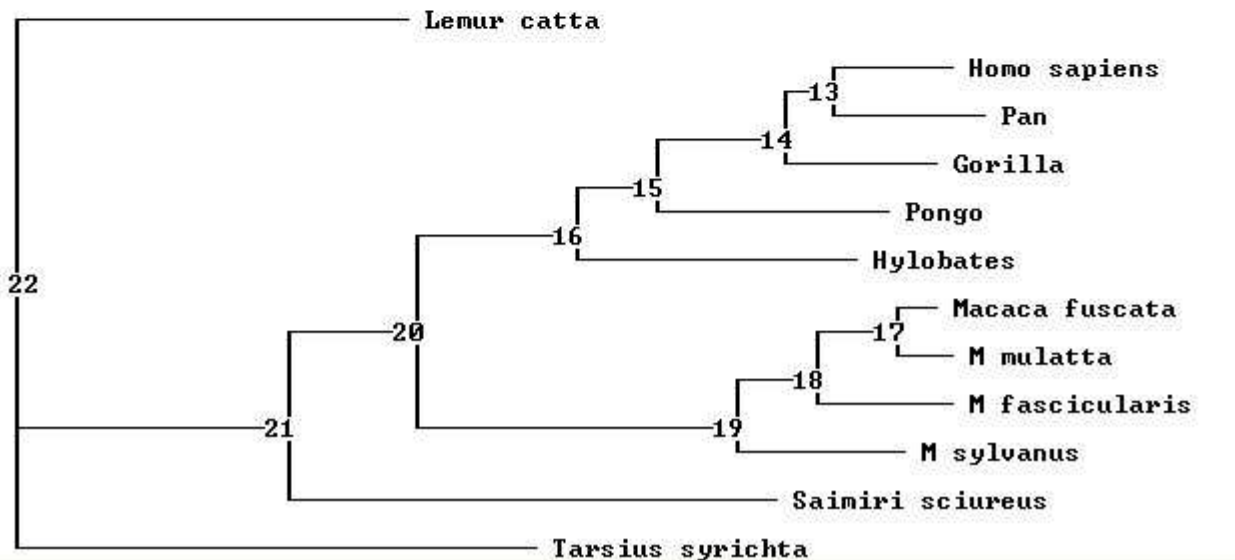 Lemur catta
Homo sapiens
13
Pan
14
Gorilla
15
Pongo
16
Hylobates
22
Macaca fuscata
20
17
M mulatta
18
M fascicularis
21
19
M sylvanus
Saimiri sciureus
Tarsius syrichta